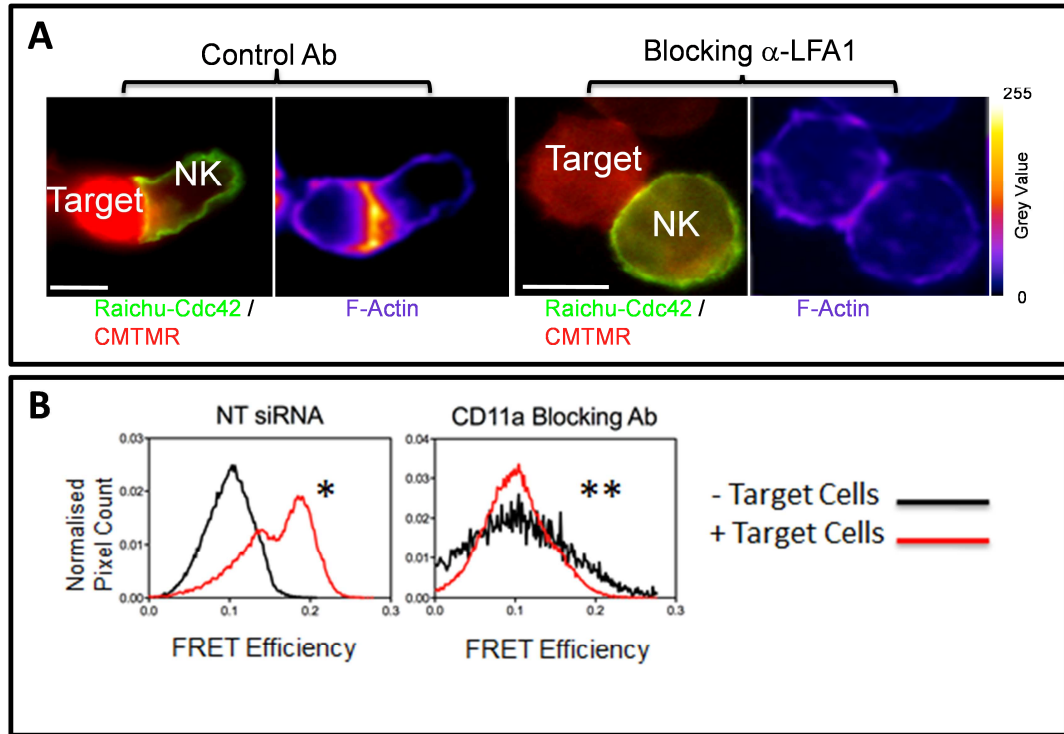 A
Control Ab
Blocking α-LFA1
Target
NK
Target
NK
255
Grey Value
0
Raichu-Cdc42 /
CMTMR
F-Actin
Raichu-Cdc42 /
CMTMR
F-Actin
B
NT siRNA
CD11a Blocking Ab
Normalised
Pixel Count
0.03
0.02
0.01
0.00
0.0 0.1 0.2 0.3
*
FRET Efficiency
0.04
0.03
0.02
0.01
0.00
0.0 0.1 0.2 0.3
**
FRET Efficiency
- Target Cells
+ Target Cells